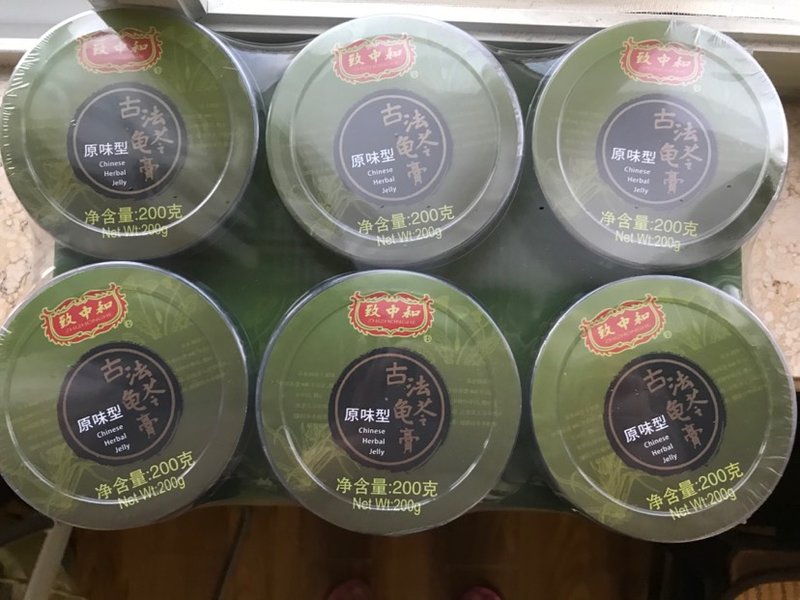 致中和
古法龟苓膏
原味型
Chinese
Herbal
Jelly
净含量:200克
Net Wt:200g
致中和
古法龟苓膏
原味型
Chinese
Herbal
Jelly
净含量:200克
Net Wt:200g
致中和
古法龟苓膏
原味型
Chinese
Herbal
Jelly
净含量:200克
Net Wt:200g
致中和
古法龟苓膏
原味型
Chinese
Herbal
Jelly
净含量:200克
Net Wt:200g
致中和
古法龟苓膏
原味型
Chinese
Herbal
Jelly
净含量:200克
Net Wt:200g
致中和
古法龟苓膏
原味型
Chinese
Herbal
Jelly
净含量:200克
Net Wt:200g